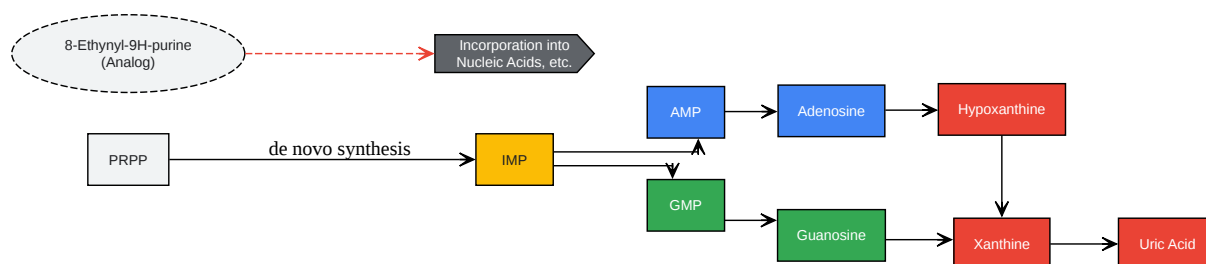 8-Ethynyl-9H-purine
(Analog)
Incorporation into
Nucleic Acids, etc.
AMP
Adenosine
Hypoxanthine
PRPP
de novo synthesis
IMP
GMP
Guanosine
Xanthine
Uric Acid